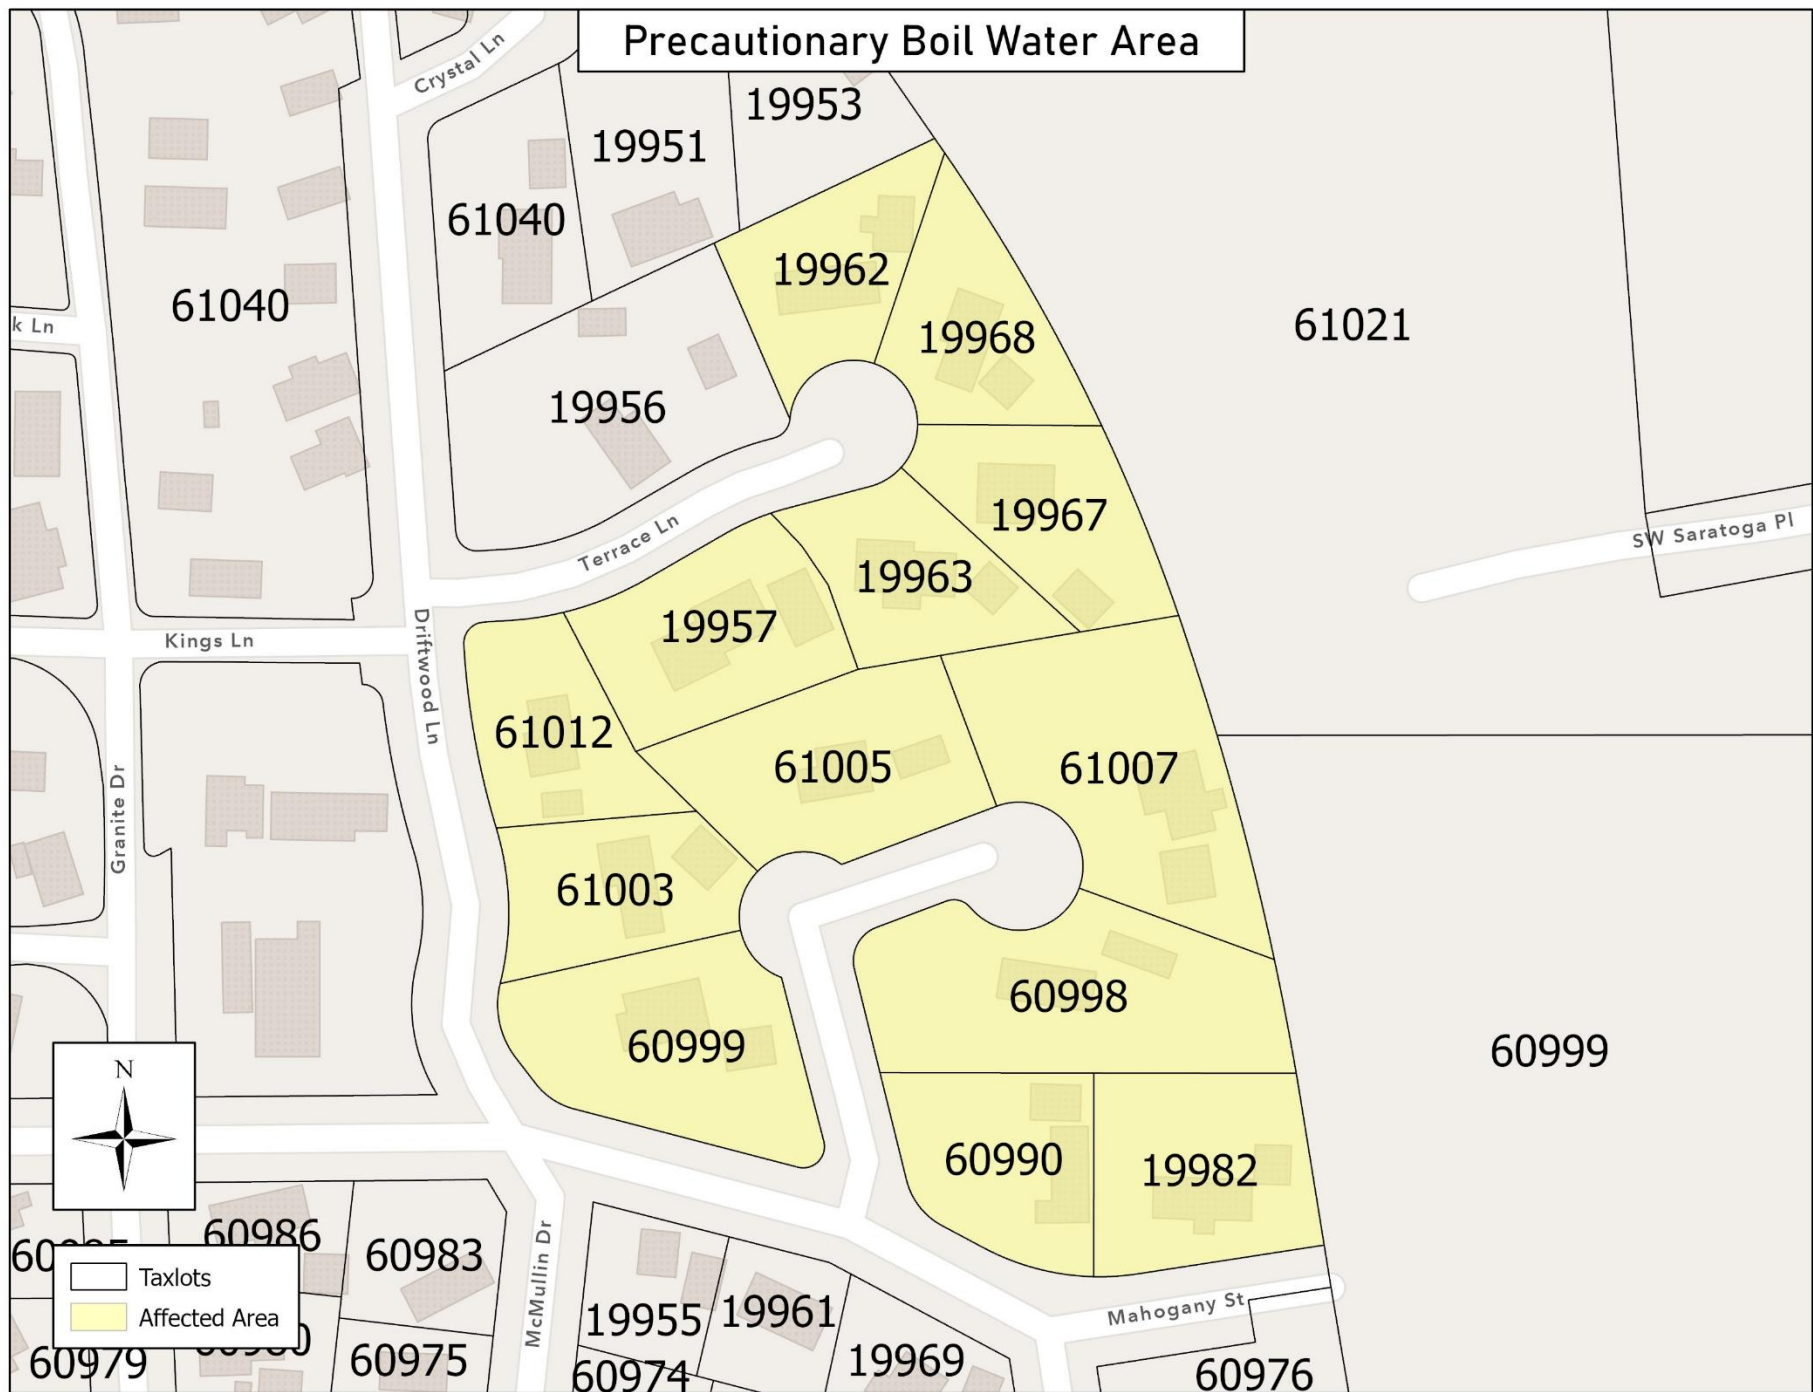 Precautionary Boil Water Area
Crystal Ln
19953
19951
61040
61040
19962
k Ln
19968
61021
19956
19967
SW Saratoga Pl
Terrace Ln
19963
19957
Kings Ln
Driftwood Ln
61012
61005
61007
Granite Dr
61003
60998
60999
60999
N
60990
19982
60986
60983
McMullin Dr
19955
19961
Mahogany St
Taxlots
Affected Area
60979
60975
60974
19969
60976